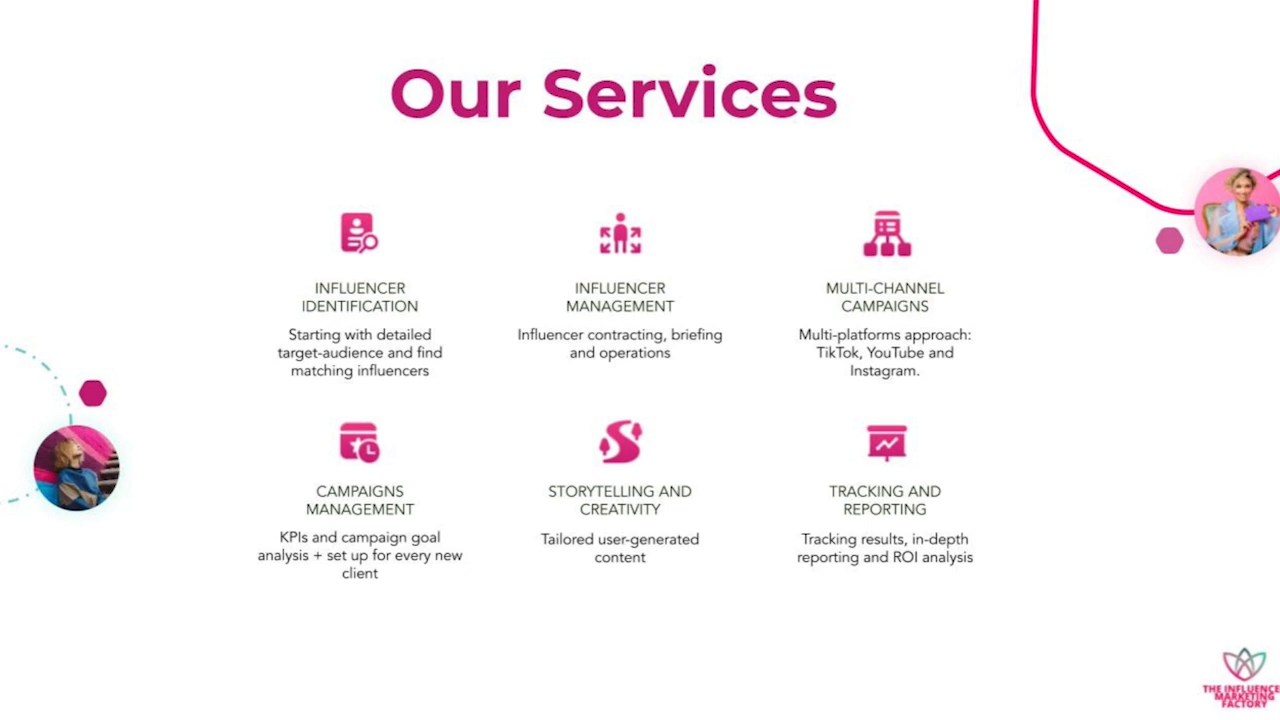 Our Services
INFLUENCER
IDENTIFICATION
Starting with detailed
target-audience and find
matching influencers
INFLUENCER
MANAGEMENT
Influencer contracting, briefing
and operations
MULTI-CHANNEL
CAMPAIGNS
Multi-platforms approach:
TikTok, YouTube and
Instagram.
CAMPAIGNS
MANAGEMENT
KPIs and campaign goal
analysis + set up for every new
client
STORYTELLING AND
CREATIVITY
Tailored user-generated
content
TRACKING AND
REPORTING
Tracking results, in-depth
reporting and ROI analysis
THE INFLUENCE
MARKETING
FACTORY